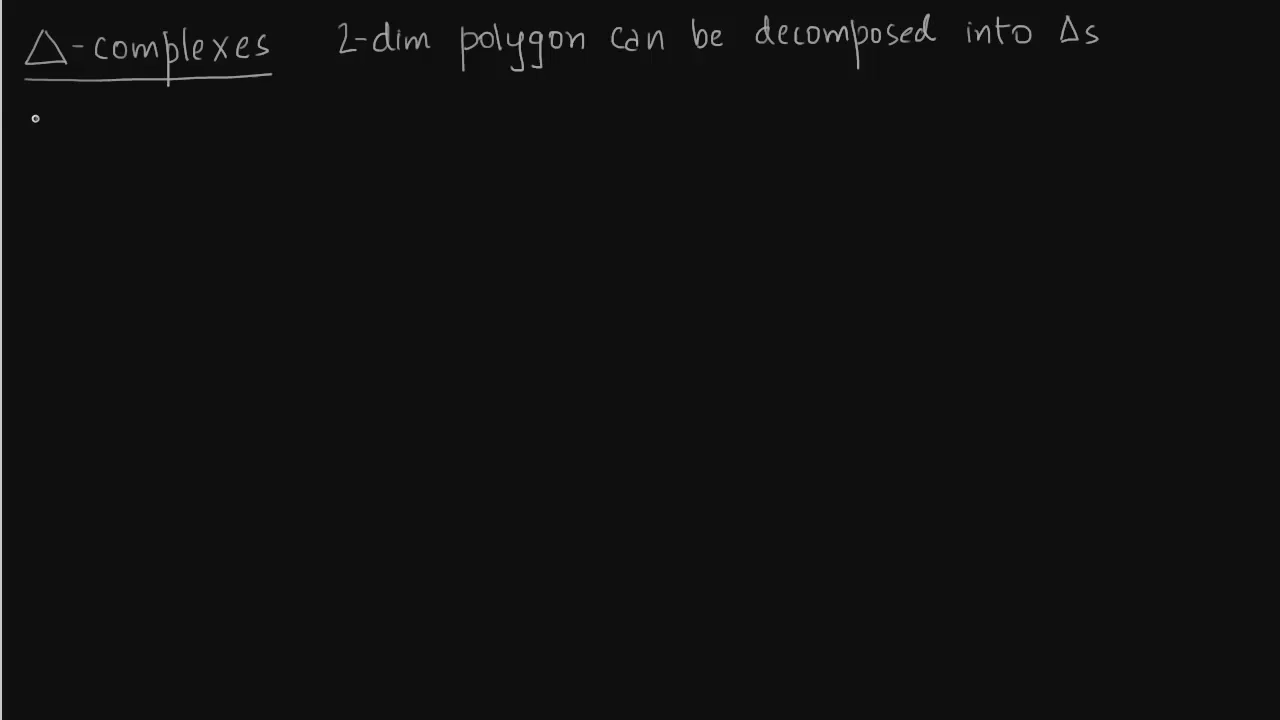 Δ-complexes 2-dim polygon can be decomposed into Δs